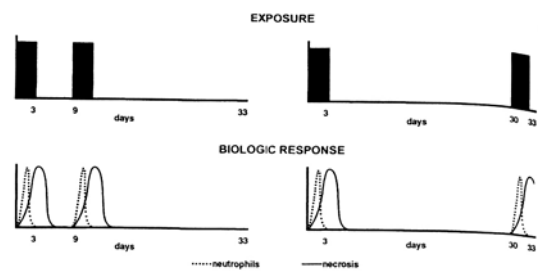 EXPOSURE
3 9 33
days
3 30 33
days
BIOLOGIC RESPONSE
3 9 33
days
3 30 33
days
neutrophils necrosis